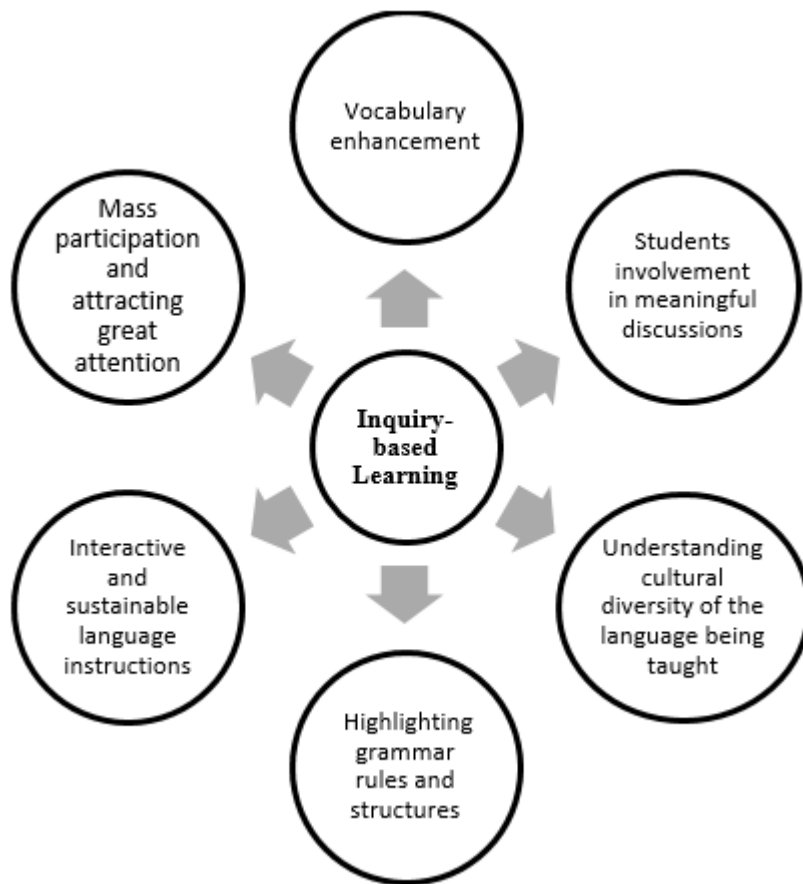 Vocabulary
enhancement
Students
involvement
in meaningful
discussions
Understanding
cultural
diversity of the
language being
taught
Highlighting
grammar
rules and
structures
Interactive
and
sustainable
language
instructions
Mass
participation
and
attracting
great
attention
Inquiry-
based
Learning